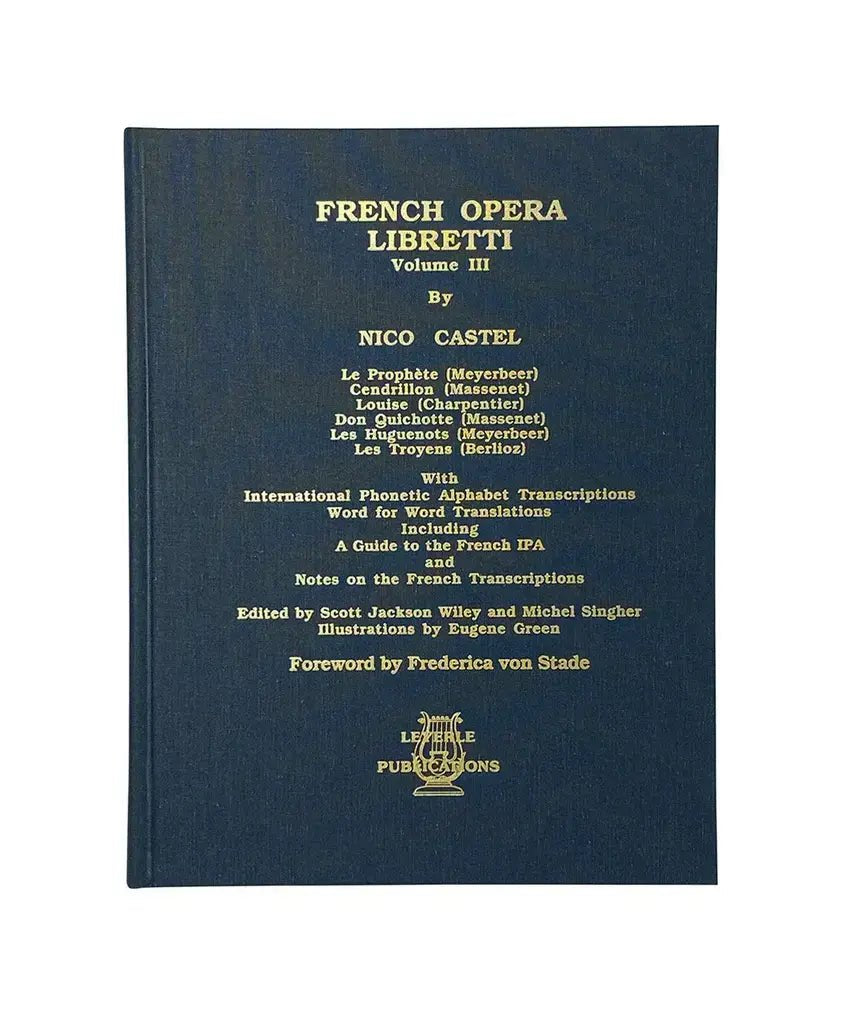 FRENCH OPERA
LIBRETTI
Volume III
By
NICO CASTEL
Le Prophète (Meyerbeer)
Cendrillon (Massenet)
Louise (Charpentier)
Don Quichotte (Massenet)
Les Huguenots (Meyerbeer)
Les Troyens (Berlioz)
With
International Phonetic Alphabet Transcriptions
Word for Word Translations
Including
A Guide to the French IPA
and
Notes on the French Transcriptions
Edited by Scott Jackson Wiley and Michel Singher
Illustrations by Eugene Green
Foreword by Frederica von Stade
LEYERLE
PUBLICATIONS